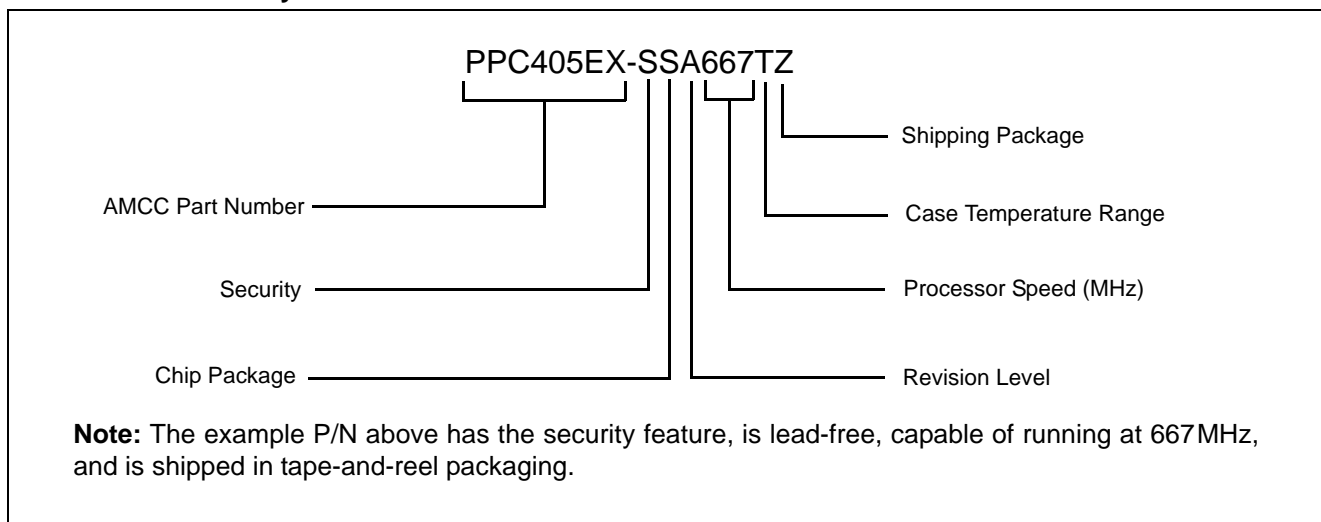 PPC405EX-SSA667TZ
Shipping Package
AMCC Part Number
Case Temperature Range
Security
Processor Speed (MHz)
Chip Package
Revision Level
Note: The example P/N above has the security feature, is lead-free, capable of running at 667MHz,
and is shipped in tape-and-reel packaging.